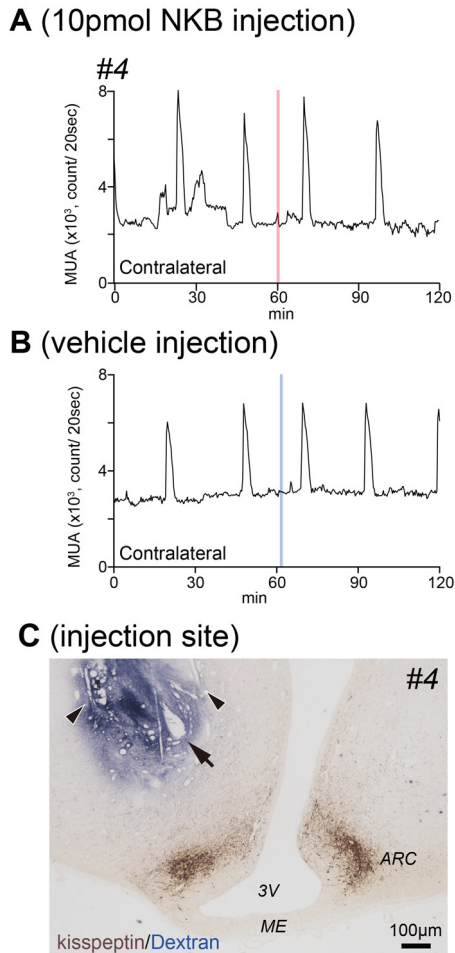 A (10pmol NKB injection)
#4
8
4
0
MUA (x10³, count/ 20sec)
Contralateral
0 30 60 90 120
min
B (vehicle injection)
8
4
0
MUA (x10³, count/ 20sec)
Contralateral
0 30 60 90 120
min
C (injection site)
#4
ARC
3V
ME
kisspeptin/Dextran
100μm